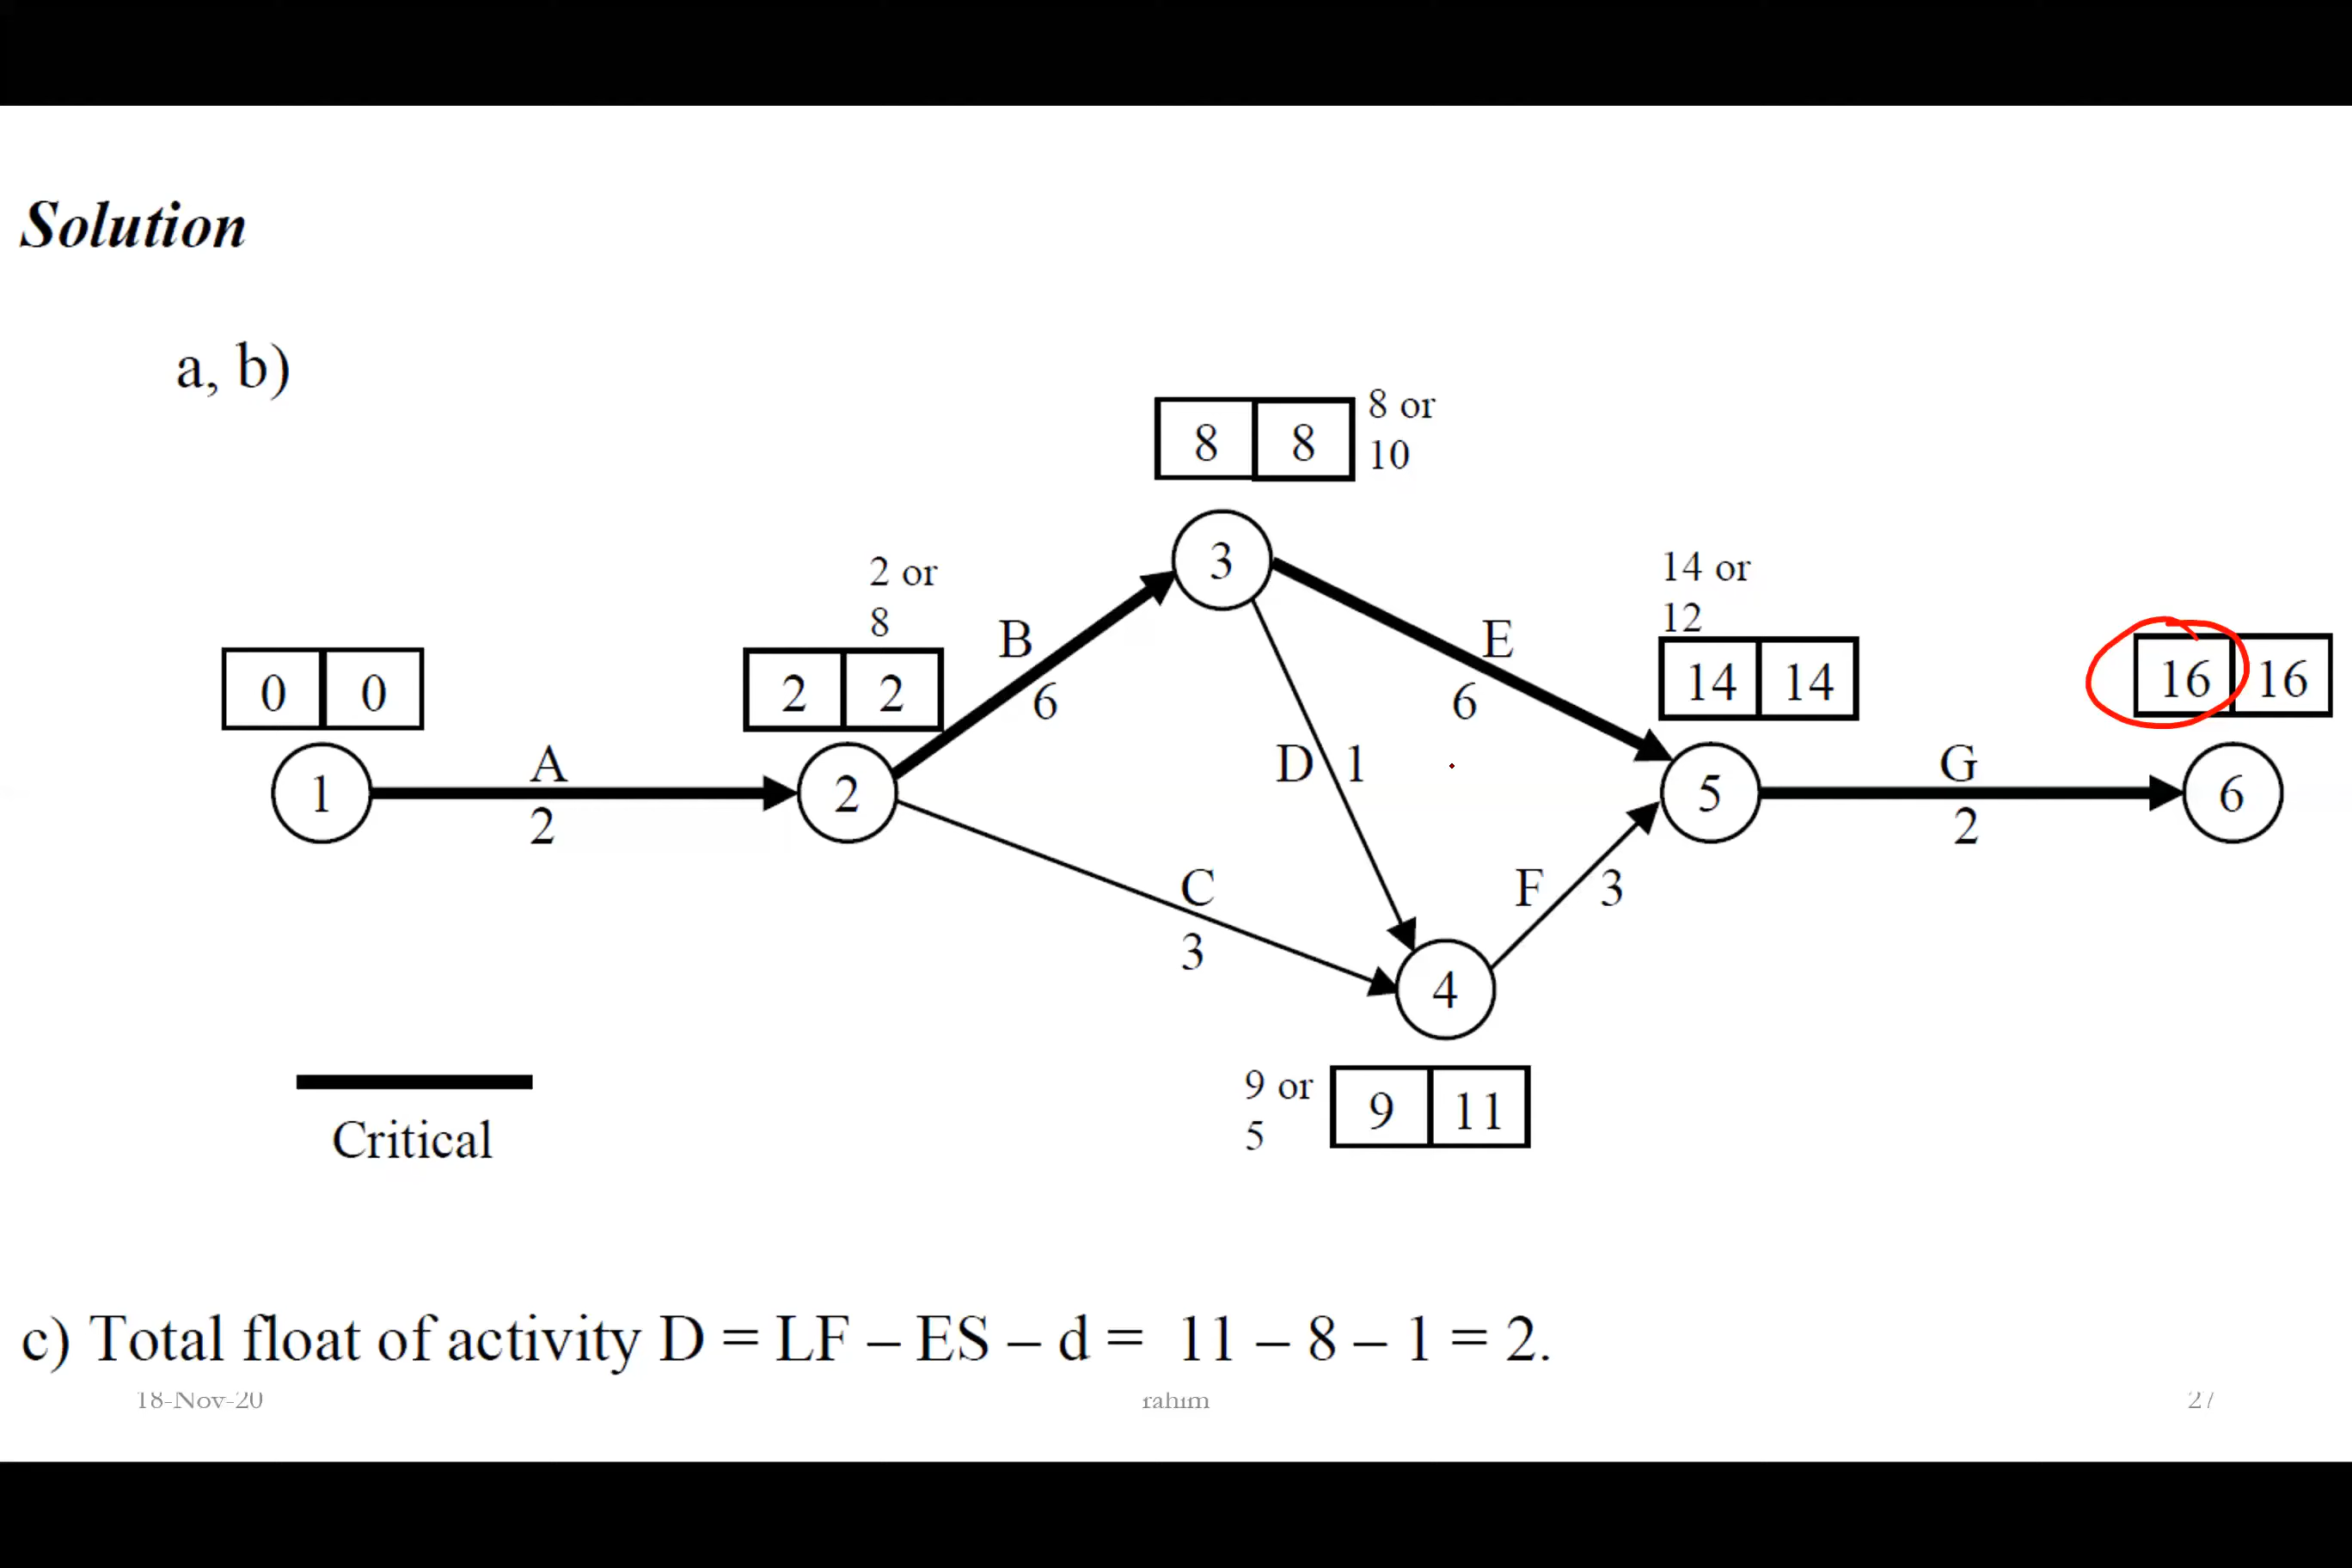 Solution
a, b)
8 8
8 or
10
3
2 or
8
14 or
12
0 0
2 2
B
6
E
6
14 14
16 16
1
A
2
2
D 1
5
G
2
6
C
3
F 3
4
9 or
5
9 11
Critical
c) Total float of activity D = LF – ES – d = 11 – 8 – 1 = 2.
18-Nov-20 rahim 27